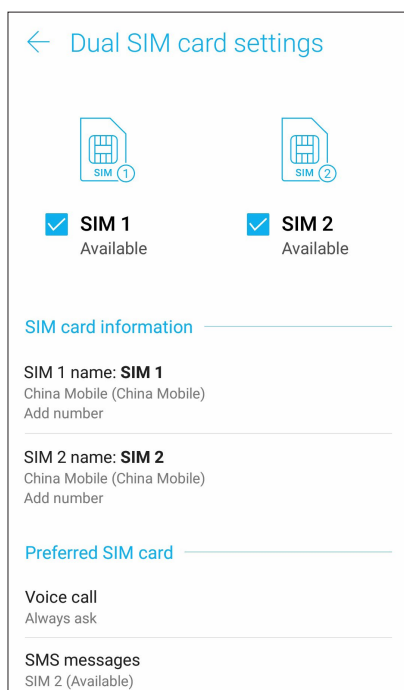 Dual SIM card settings
SIM 1
SIM 2
SIM 1
SIM 2
Available
Available
SIM card information
SIM 1 name: SIM 1
China Mobile (China Mobile)
Add number
SIM 2 name: SIM 2
China Mobile (China Mobile)
Add number
Preferred SIM card
Voice call
Always ask
SMS messages
SIM 2 (Available)